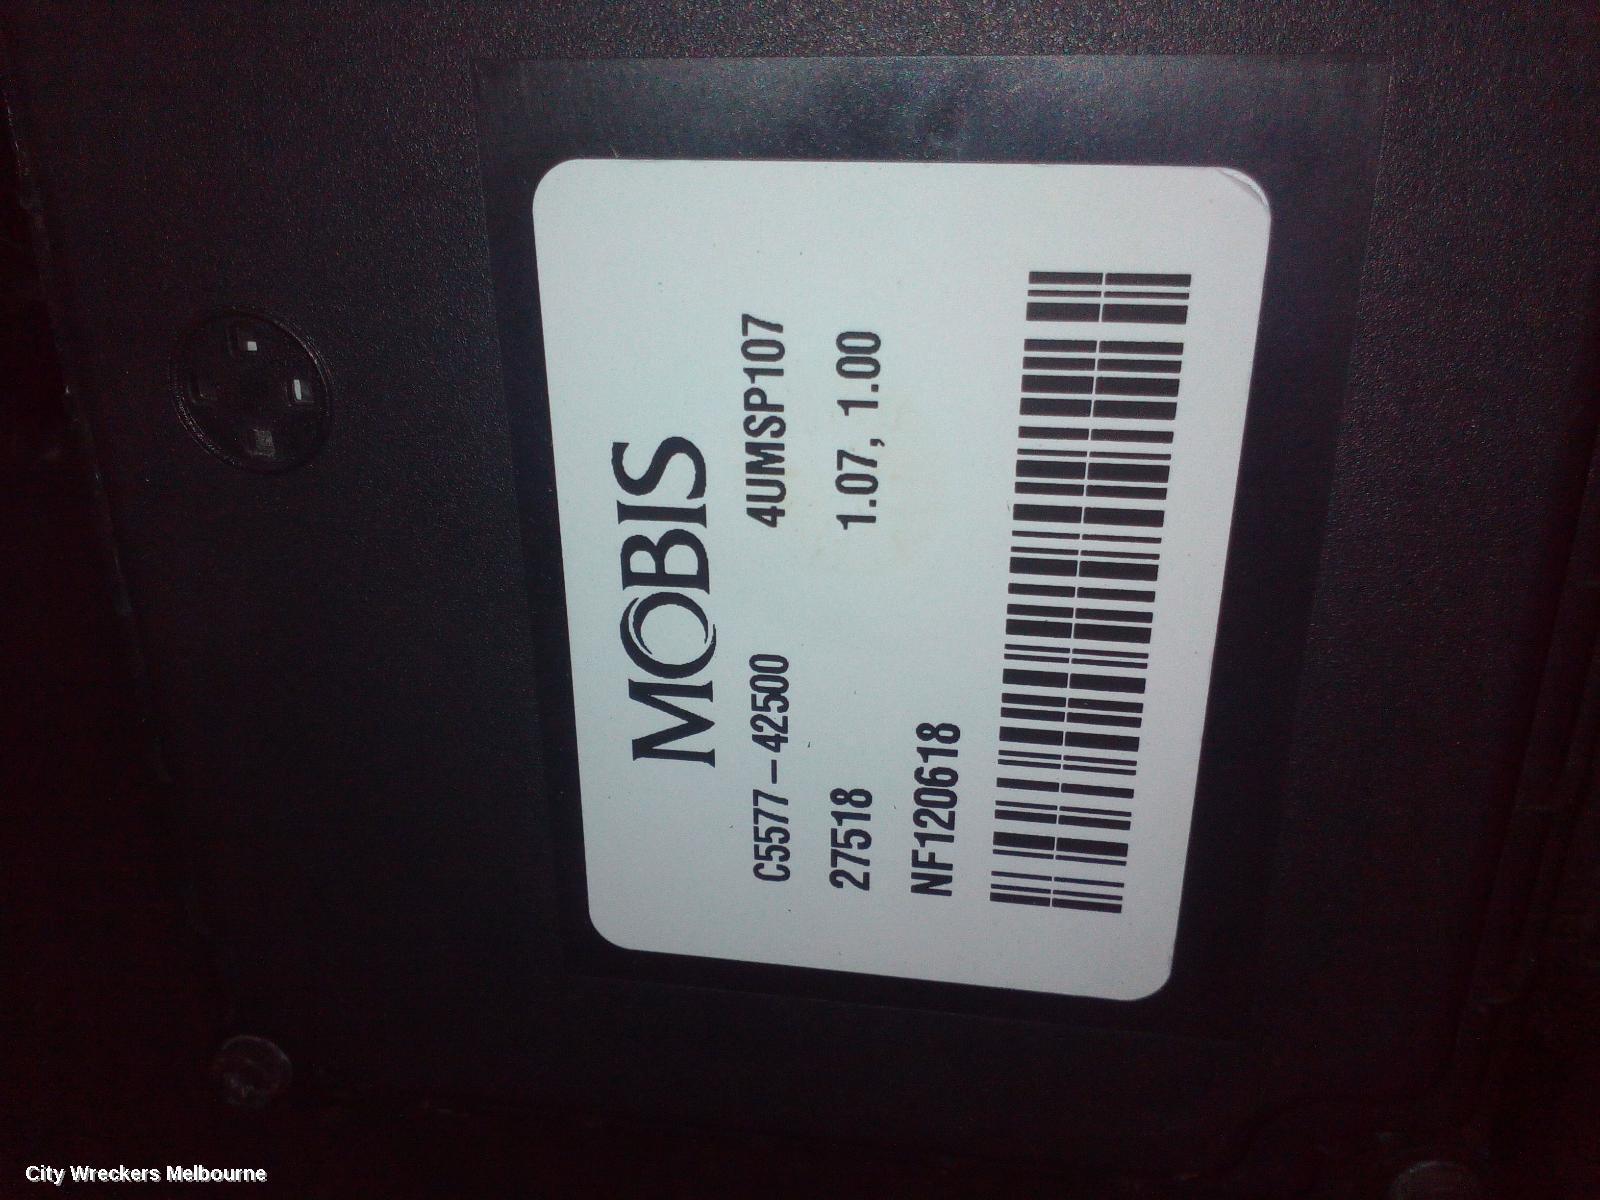 MOBIS
C5577-42500 4UMSP107
27518 1.07, 1.00
NF120618
City Wreckers Melbourne